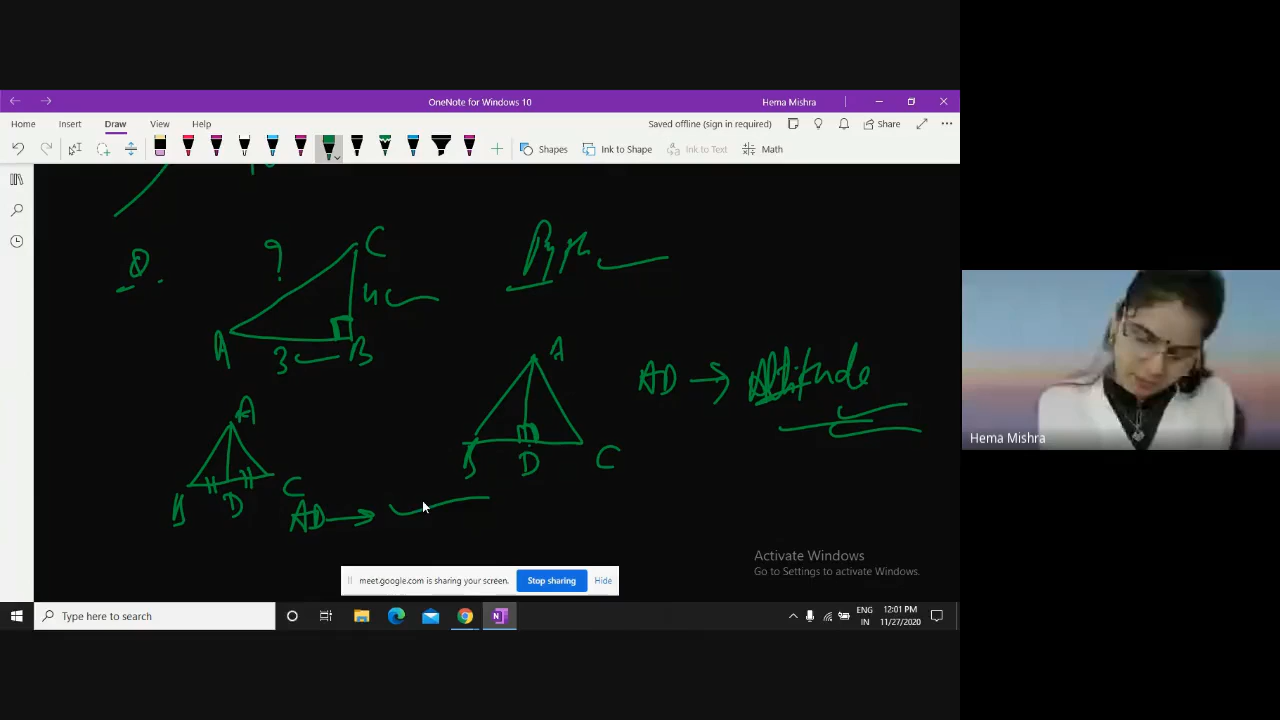 OneNote for Windows 10
Hema Mishra
Home Insert Draw View Help
Saved offline (sign in required)
Share
Shapes
Ink to Shape
Ink to Text
Math
Q.
?
C
4
A
3
B
Pyth
A
B
D
C
AD → Altitude
A
B
D
C
AD →
Hema Mishra
Activate Windows
Go to Settings to activate Windows.
meet.google.com is sharing your screen.
Stop sharing
Hide
Type here to search
ENG
IN
12:01 PM
11/27/2020